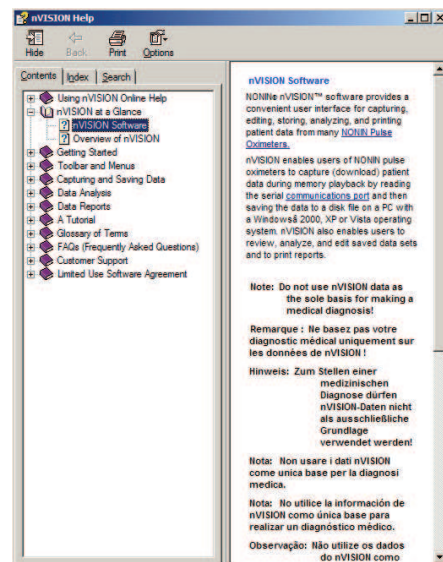 nVISION Help
Hide Back Print Options
Contents Index Search
Using nVISION Online Help
nVISION at a Glance
nVISION Software
Overview of nVISION
Getting Started
Toolbar and Menus
Capturing and Saving Data
Data Analysis
Data Reports
A Tutorial
Glossary of Terms
FAQs (Frequently Asked Questions)
Customer Support
Limited Use Software Agreement
nVISION Software
NONIN® nVISION™ software provides a
convenient user interface for capturing,
editing, storing, analyzing, and printing
patient data from many NONIN Pulse
Oximeters.
nVISION enables users of NONIN pulse
oximeters to capture (download) patient
data during memory playback by reading
the serial communications port and then
saving the data to a disk file on a PC with
a Windowsâ 2000, XP or Vista operating
system. nVISION also enables users to
review, analyze, and edit saved data sets
and to print reports.
Note: Do not use nVISION data as
the sole basis for making a
medical diagnosis!
Remarque : Ne basez pas votre
diagnostic médical uniquement sur
les données de nVISION !
Hinweis: Zum Stellen einer
medizinischen
Diagnose dürfen
nVISION-Daten nicht
als ausschließliche
Grundlage
verwendet werden!
Nota: Non usare i dati nVISION
come unica base per la diagnosi
medica.
Nota: No utilice la información de
nVISION como única base para
realizar un diagnóstico médico.
Observação: Não utilize os dados
do nVISION como